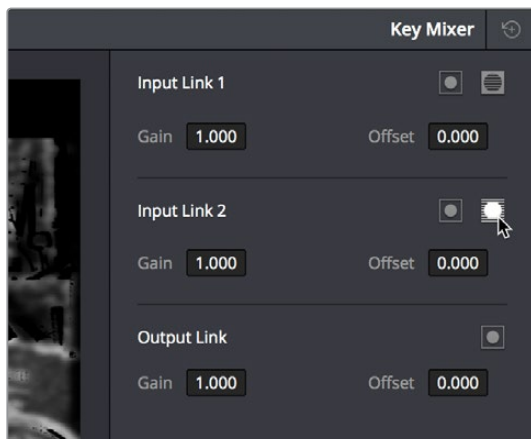 Key Mixer
Input Link 1
Gain 1.000 Offset 0.000
Input Link 2
Gain 1.000 Offset 0.000
Output Link
Gain 1.000 Offset 0.000